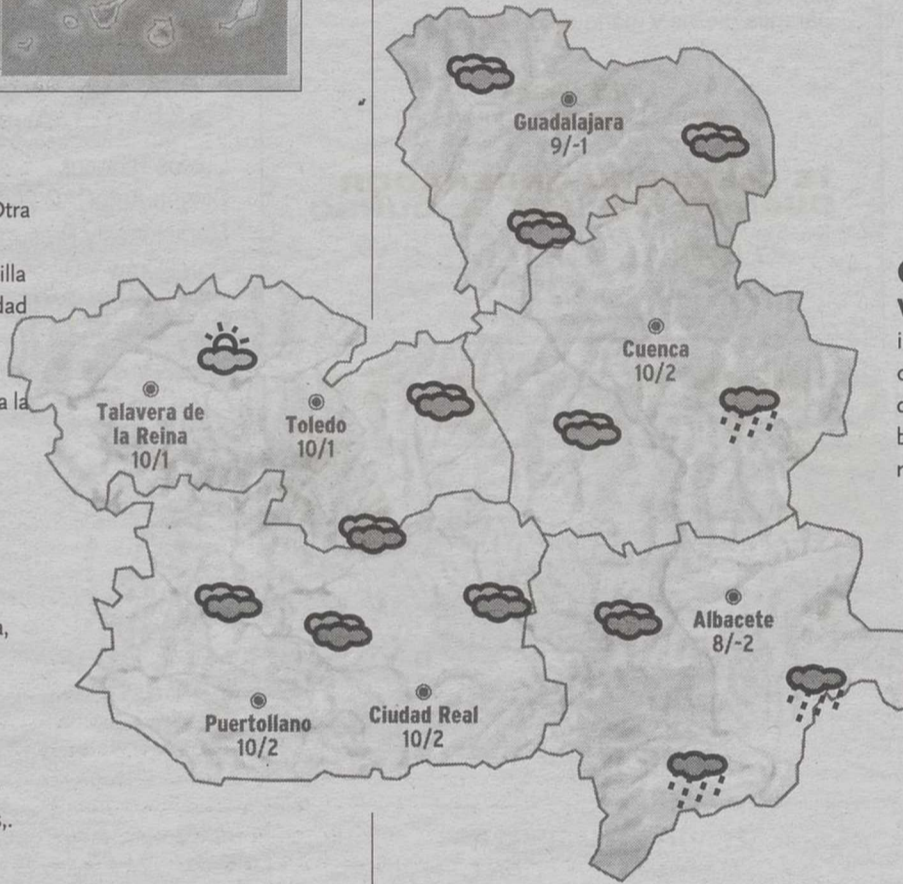 Otra
illa
dad
a la
Guadalajara
9/-1
Cuenca
10/2
Talavera de
la Reina
10/1
Toledo
10/1
Albacete
8/-2
Puertollano
10/2
Ciudad Real
10/2